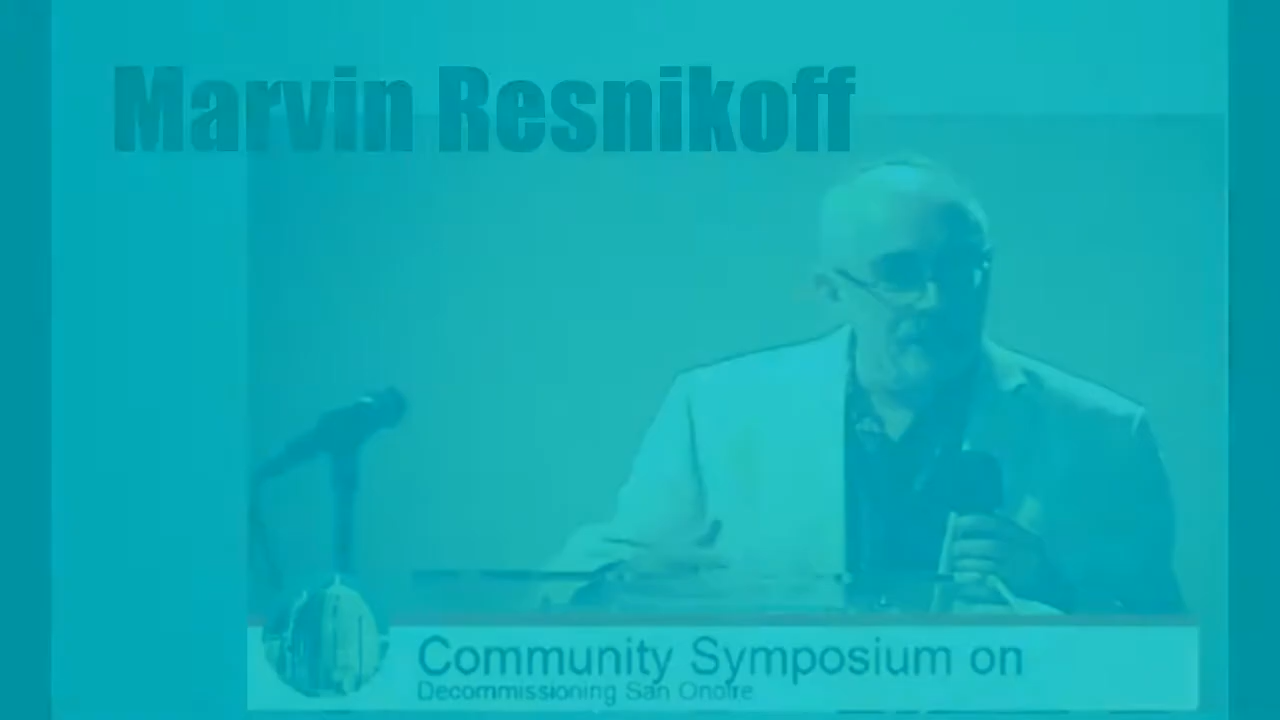 Marvin Resnikoff
Community Symposium on
Decommissioning San Onofre